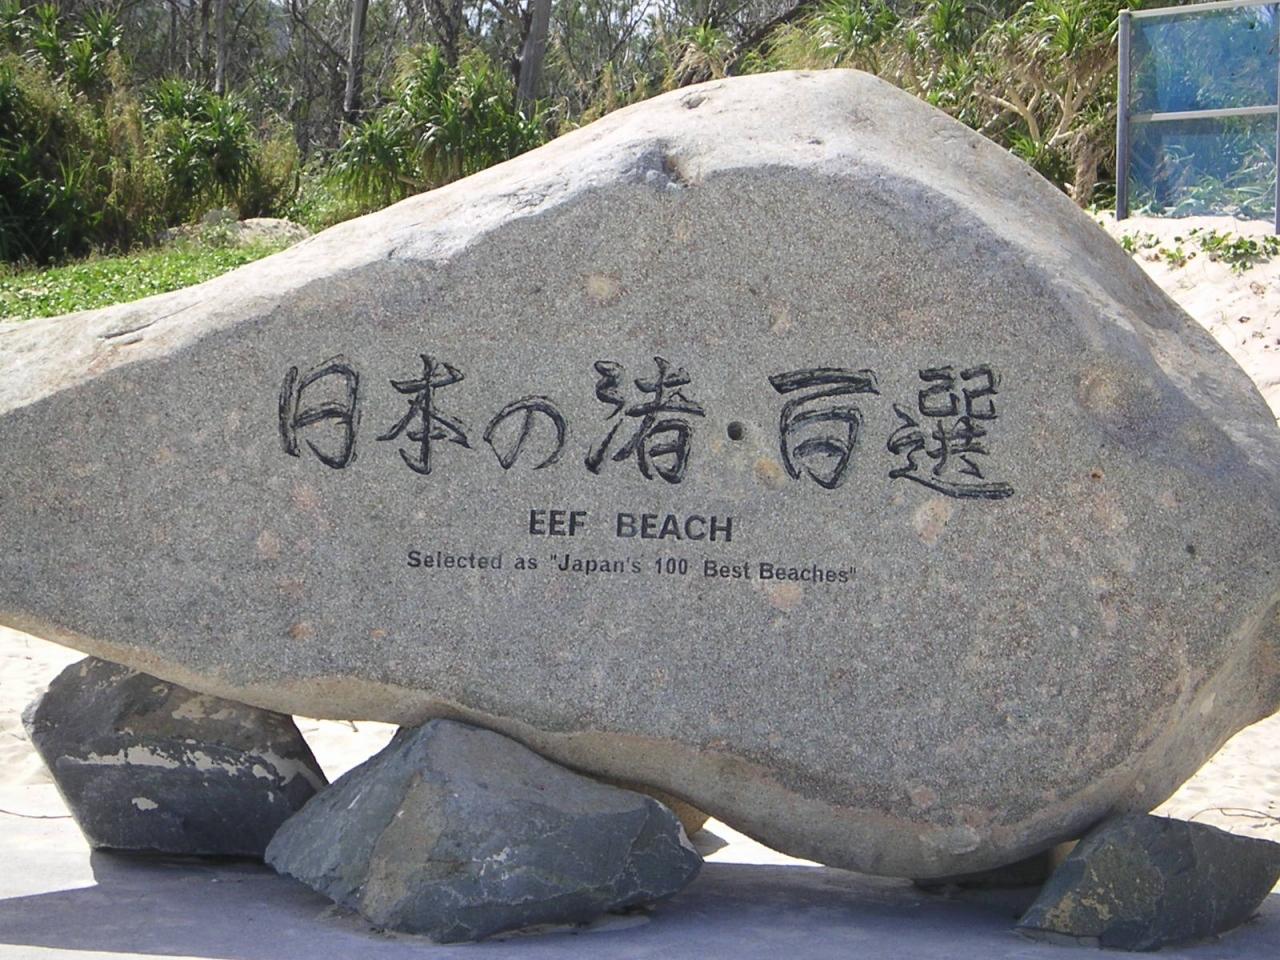 日本の渚・百選
EEF BEACH
Selected as "Japan's 100 Best Beaches"